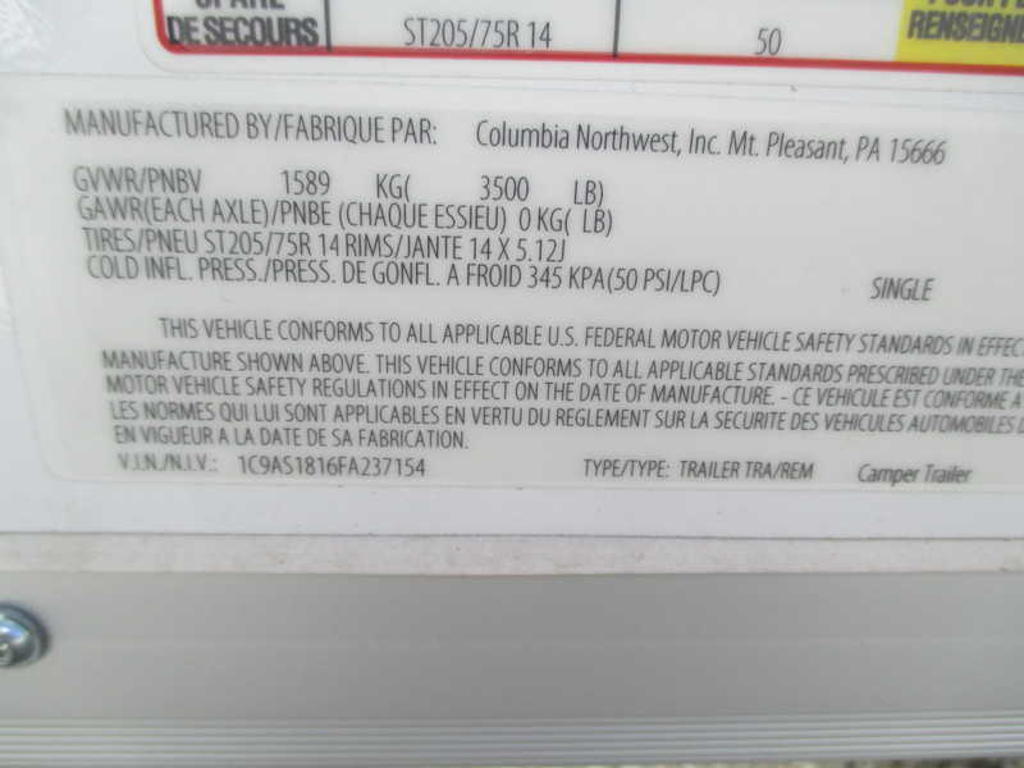 SPARE
DE SECOURS ST205/75R 14 50 RENSEIGNE
MANUFACTURED BY/FABRIQUE PAR: Columbia Northwest, Inc. Mt. Pleasant, PA 15666
GVWR/PNBV 1589 KG( 3500 LB)
GAWR(EACH AXLE)/PNBE (CHAQUE ESSIEU) 0 KG( LB)
TIRES/PNEU ST205/75R 14 RIMS/JANTE 14 X 5.12J
COLD INFL. PRESS./PRESS. DE GONFL. A FROID 345 KPA(50 PSI/LPC) SINGLE
THIS VEHICLE CONFORMS TO ALL APPLICABLE U.S. FEDERAL MOTOR VEHICLE SAFETY STANDARDS IN EFFEC
MANUFACTURE SHOWN ABOVE. THIS VEHICLE CONFORMS TO ALL APPLICABLE STANDARDS PRESCRIBED UNDER THE
MOTOR VEHICLE SAFETY REGULATIONS IN EFFECT ON THE DATE OF MANUFACTURE. - CE VEHICULE EST CONFORME A
LES NORMES QUI LUI SONT APPLICABLES EN VERTU DU REGLEMENT SUR LA SECURITE DES VEHICULES AUTOMOBILES D
EN VIGUEUR A LA DATE DE SA FABRICATION.
V.I.N./N.I.V.: 1C9AS1816FA237154 TYPE/TYPE: TRAILER TRA/REM Camper Trailer